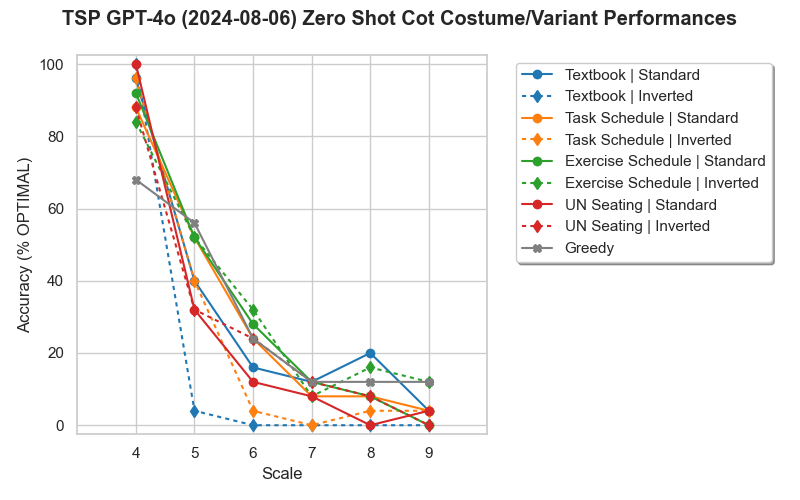 TSP GPT-4o (2024-08-06) Zero Shot Cot Costume/Variant Performances
100
80
60
40
20
0
Accuracy (% OPTIMAL)
4 5 6 7 8 9
Scale
Textbook | Standard
Textbook | Inverted
Task Schedule | Standard
Task Schedule | Inverted
Exercise Schedule | Standard
Exercise Schedule | Inverted
UN Seating | Standard
UN Seating | Inverted
Greedy